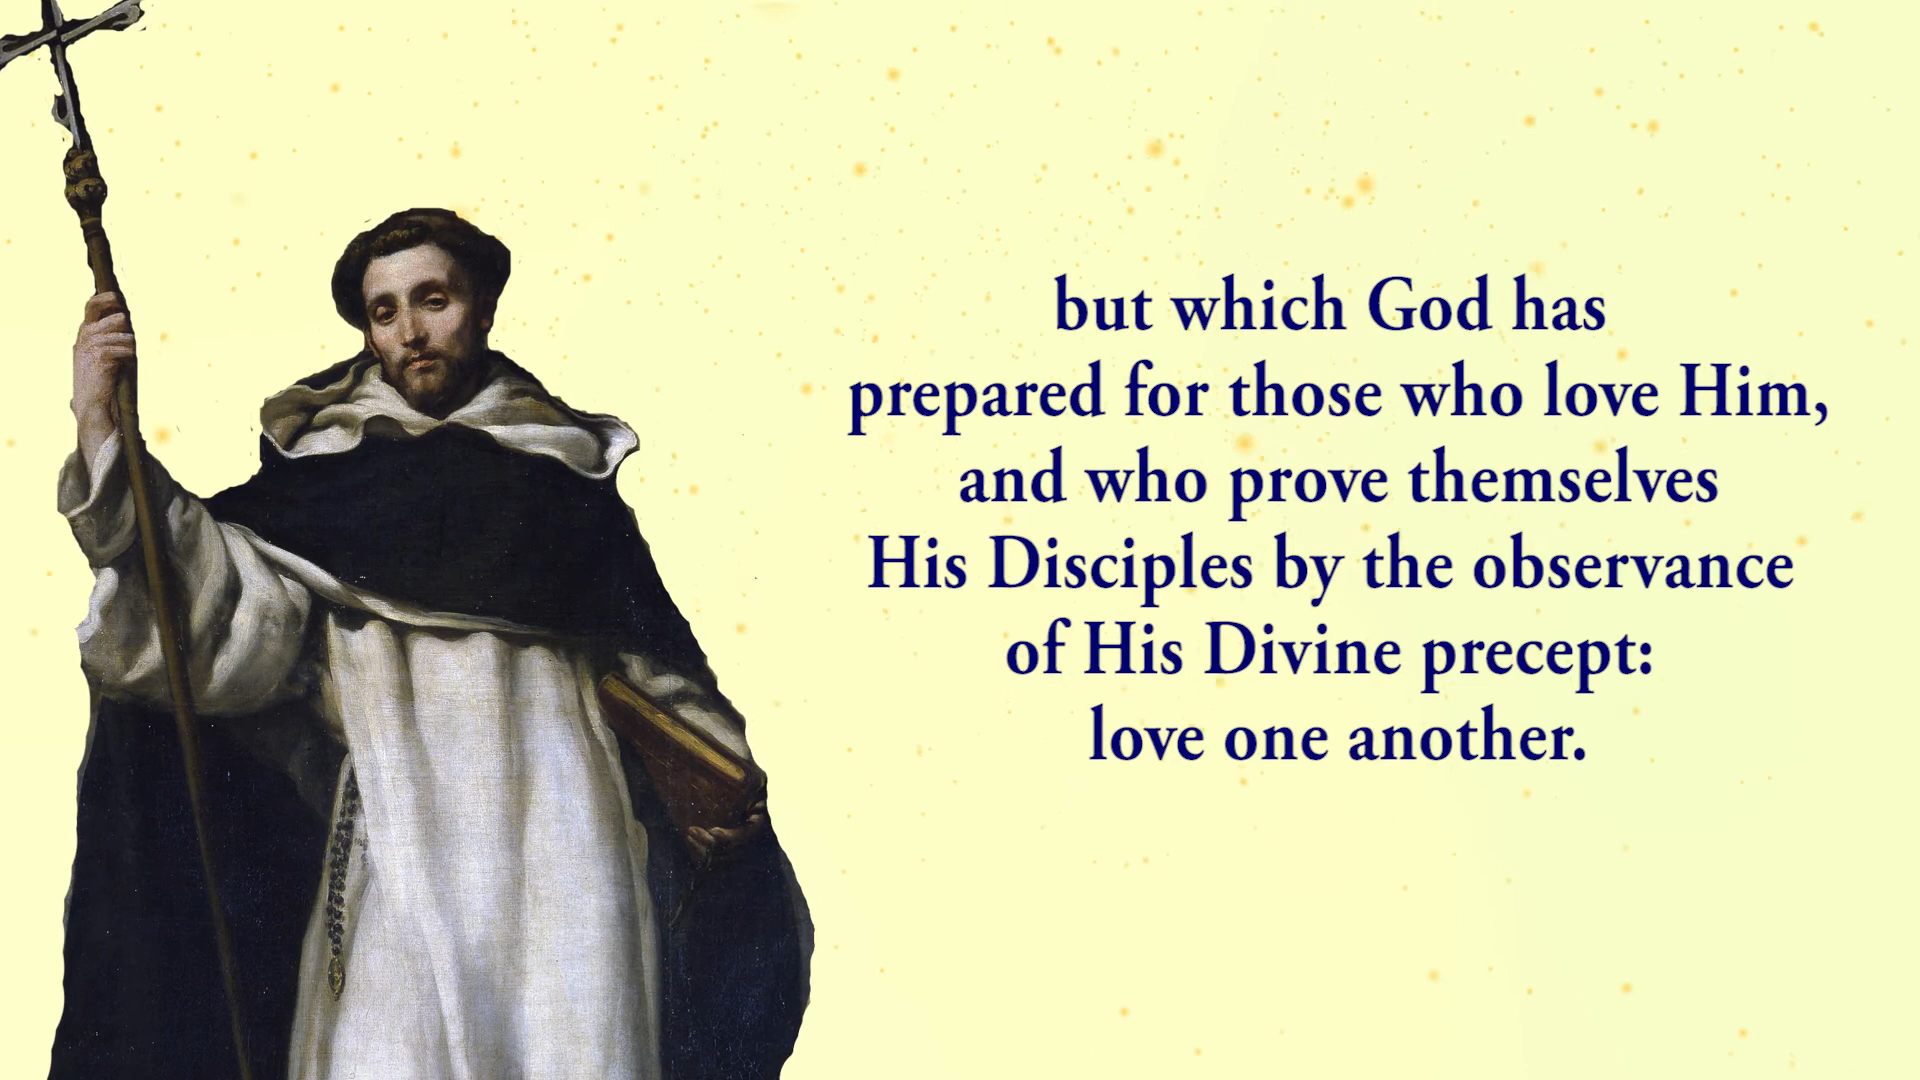 but which God has
prepared for those who love Him,
and who prove themselves
His Disciples by the observance
of His Divine precept:
love one another.